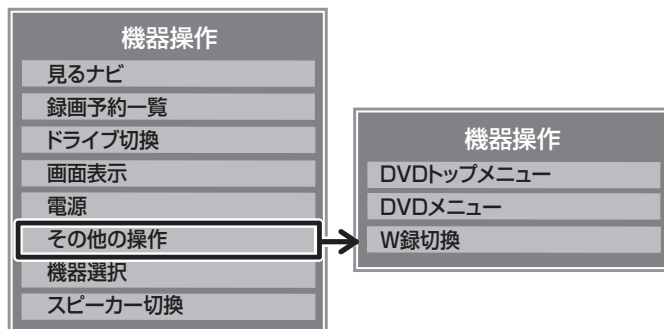 機器操作
見るナビ
録画予約一覧
ドライブ切換
画面表示
電源
その他の操作
機器選択
スピーカー切換
機器操作
DVDトップメニュー
DVDメニュー
W録切換